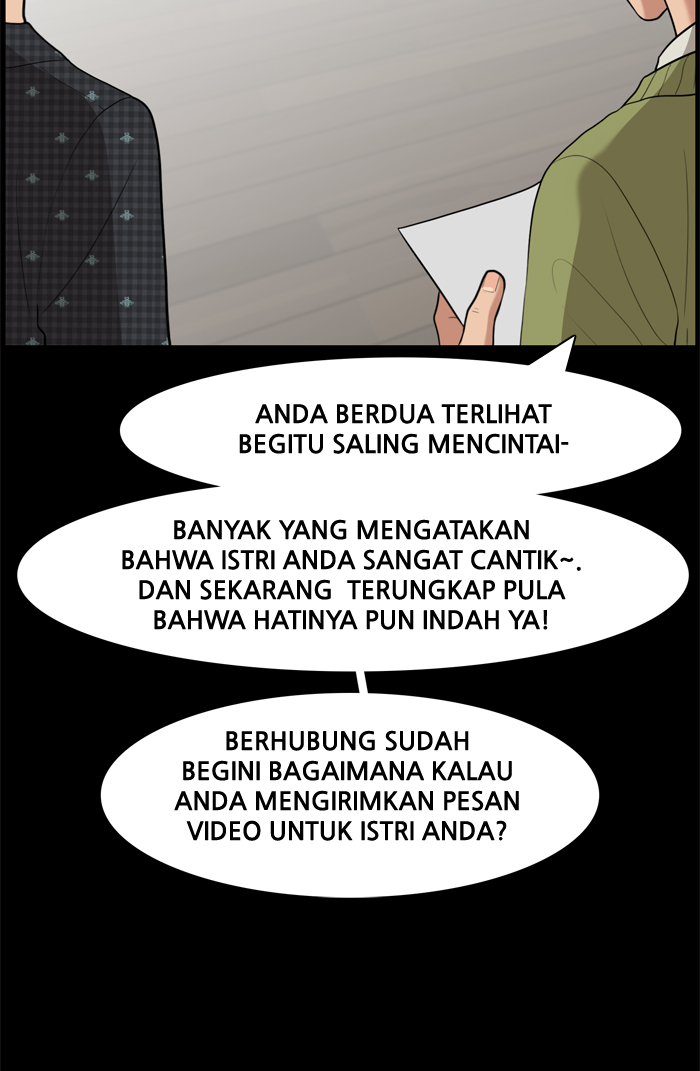 ANDA BERDUA TERLIHAT
BEGITU SALING MENCINTAI-
BANYAK YANG MENGATAKAN
BAHWA ISTRI ANDA SANGAT CANTIK~.
DAN SEKARANG TERUNGKAP PULA
BAHWA HATINYA PUN INDAH YA!
BERHUBUNG SUDAH
BEGINI BAGAIMANA KALAU
ANDA MENGIRIMKAN PESAN
VIDEO UNTUK ISTRI ANDA?